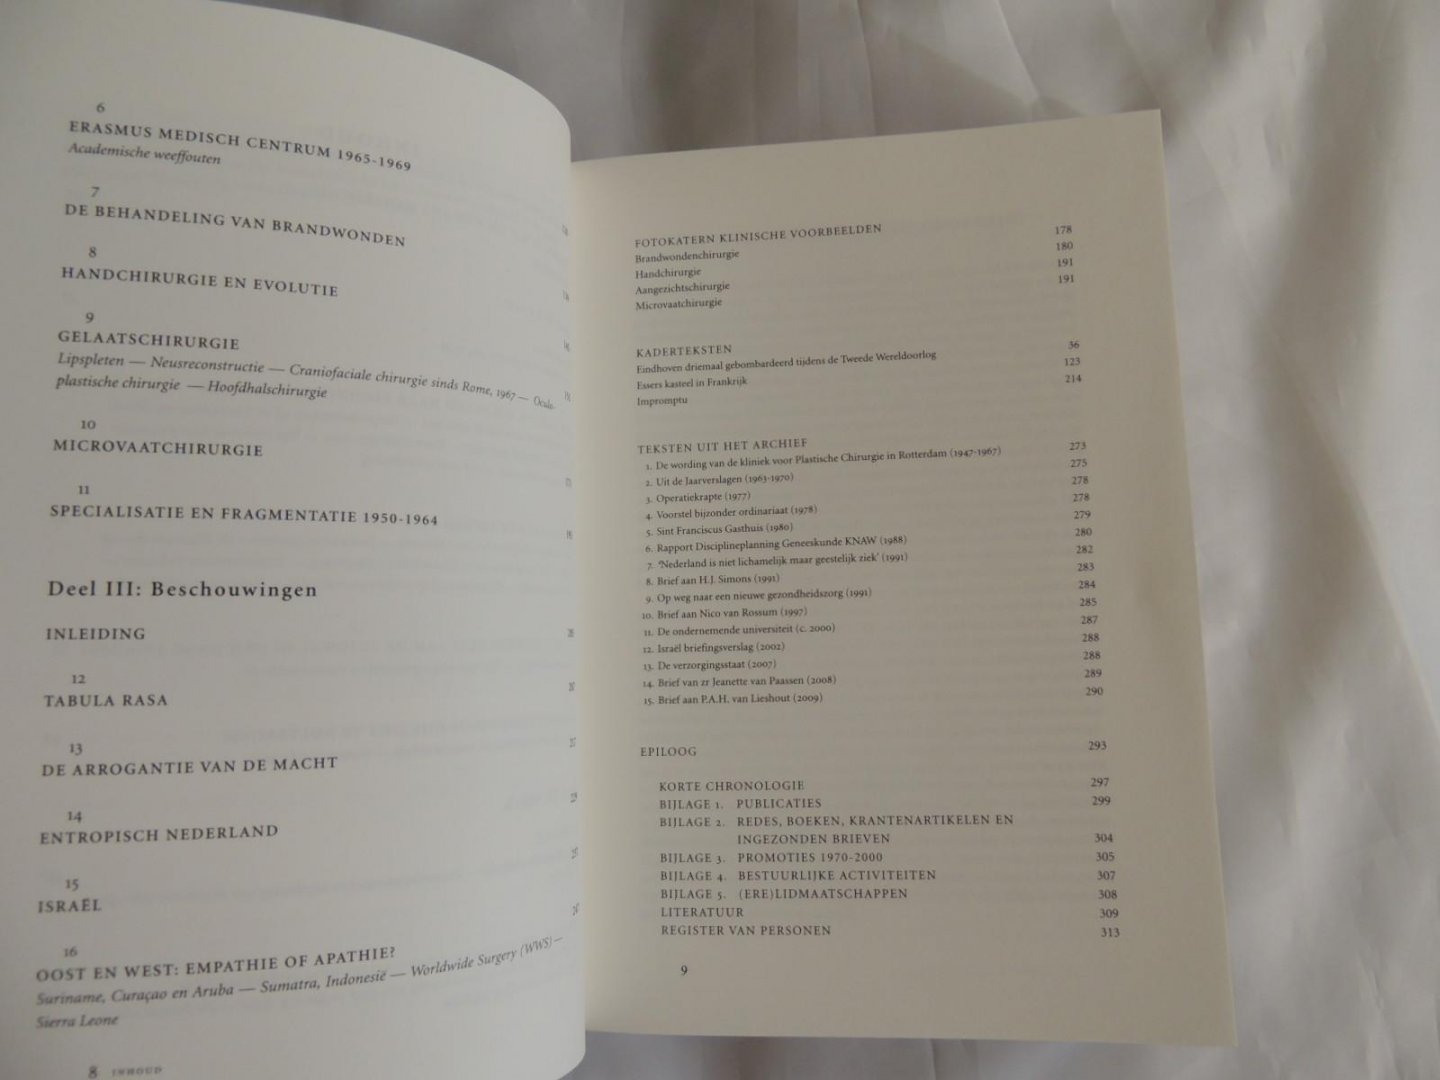 6
ERASMUS MEDISCH CENTRUM 1965-1969
Academische weeffouten
7
DE BEHANDELING VAN BRANDWONDEN
8
HANDCHIRURGIE EN EVOLUTIE
9
GELAATSCHIRURGIE
Lipspleten — Neusreconstructie — Craniofaciale chirurgie sinds Rome, 1967 — Oculo-
plastische chirurgie — Hoofdhalschirurgie
10
MICROVAATCHIRURGIE
11
SPECIALISATIE EN FRAGMENTATIE 1950-1964
Deel III: Beschouwingen
INLEIDING
12
TABULA RASA
13
DE ARROGANTIE VAN DE MACHT
14
ENTROPISCH NEDERLAND
15
ISRAËL
16
OOST EN WEST: EMPATHIE OF APATHIE?
Suriname, Curaçao en Aruba — Sumatra, Indonesië — Worldwide Surgery (WWS) —
Sierra Leone
8 INHOUD
FOTOKATERN KLINISCHE VOORBEELDEN
Brandwondenchirurgie 178
Handchirurgie 180
Aangezichtschirurgie 191
Microvaatchirurgie 191
KADERTEKSTEN
Eindhoven driemaal gebombardeerd tijdens de Tweede Wereldoorlog 36
Essers kasteel in Frankrijk 123
Impromptu 214
TEKSTEN UIT HET ARCHIEF
1. De wording van de kliniek voor Plastische Chirurgie in Rotterdam (1947-1967) 273
2. Uit de Jaarverslagen (1963-1970) 275
3. Operatiekrapte (1977) 278
4. Voorstel bijzonder ordinariaat (1978) 278
5. Sint Franciscus Gasthuis (1980) 279
6. Rapport Disciplineplanning Geneeskunde KNAW (1988) 280
7. 'Nederland is niet lichamelijk maar geestelijk ziek' (1991) 282
8. Brief aan H.J. Simons (1991) 283
9. Op weg naar een nieuwe gezondheidszorg (1991) 284
10. Brief aan Nico van Rossum (1997) 285
11. De ondernemende universiteit (c. 2000) 287
12. Israël briefingsverslag (2002) 288
13. De verzorgingsstaat (2007) 288
14. Brief van zr Jeanette van Paassen (2008) 289
15. Brief aan P.A.H. van Lieshout (2009) 290
EPILOOG 293
KORTE CHRONOLOGIE 297
BIJLAGE 1. PUBLICATIES 299
BIJLAGE 2. REDES, BOEKEN, KRANTENARTIKELEN EN
INGEZONDEN BRIEVEN 304
BIJLAGE 3. PROMOTIES 1970-2000 305
BIJLAGE 4. BESTUURLIJKE ACTIVITEITEN 307
BIJLAGE 5. (ERE)LIDMAATSCHAPPEN 308
LITERATUUR 309
REGISTER VAN PERSONEN 313
9